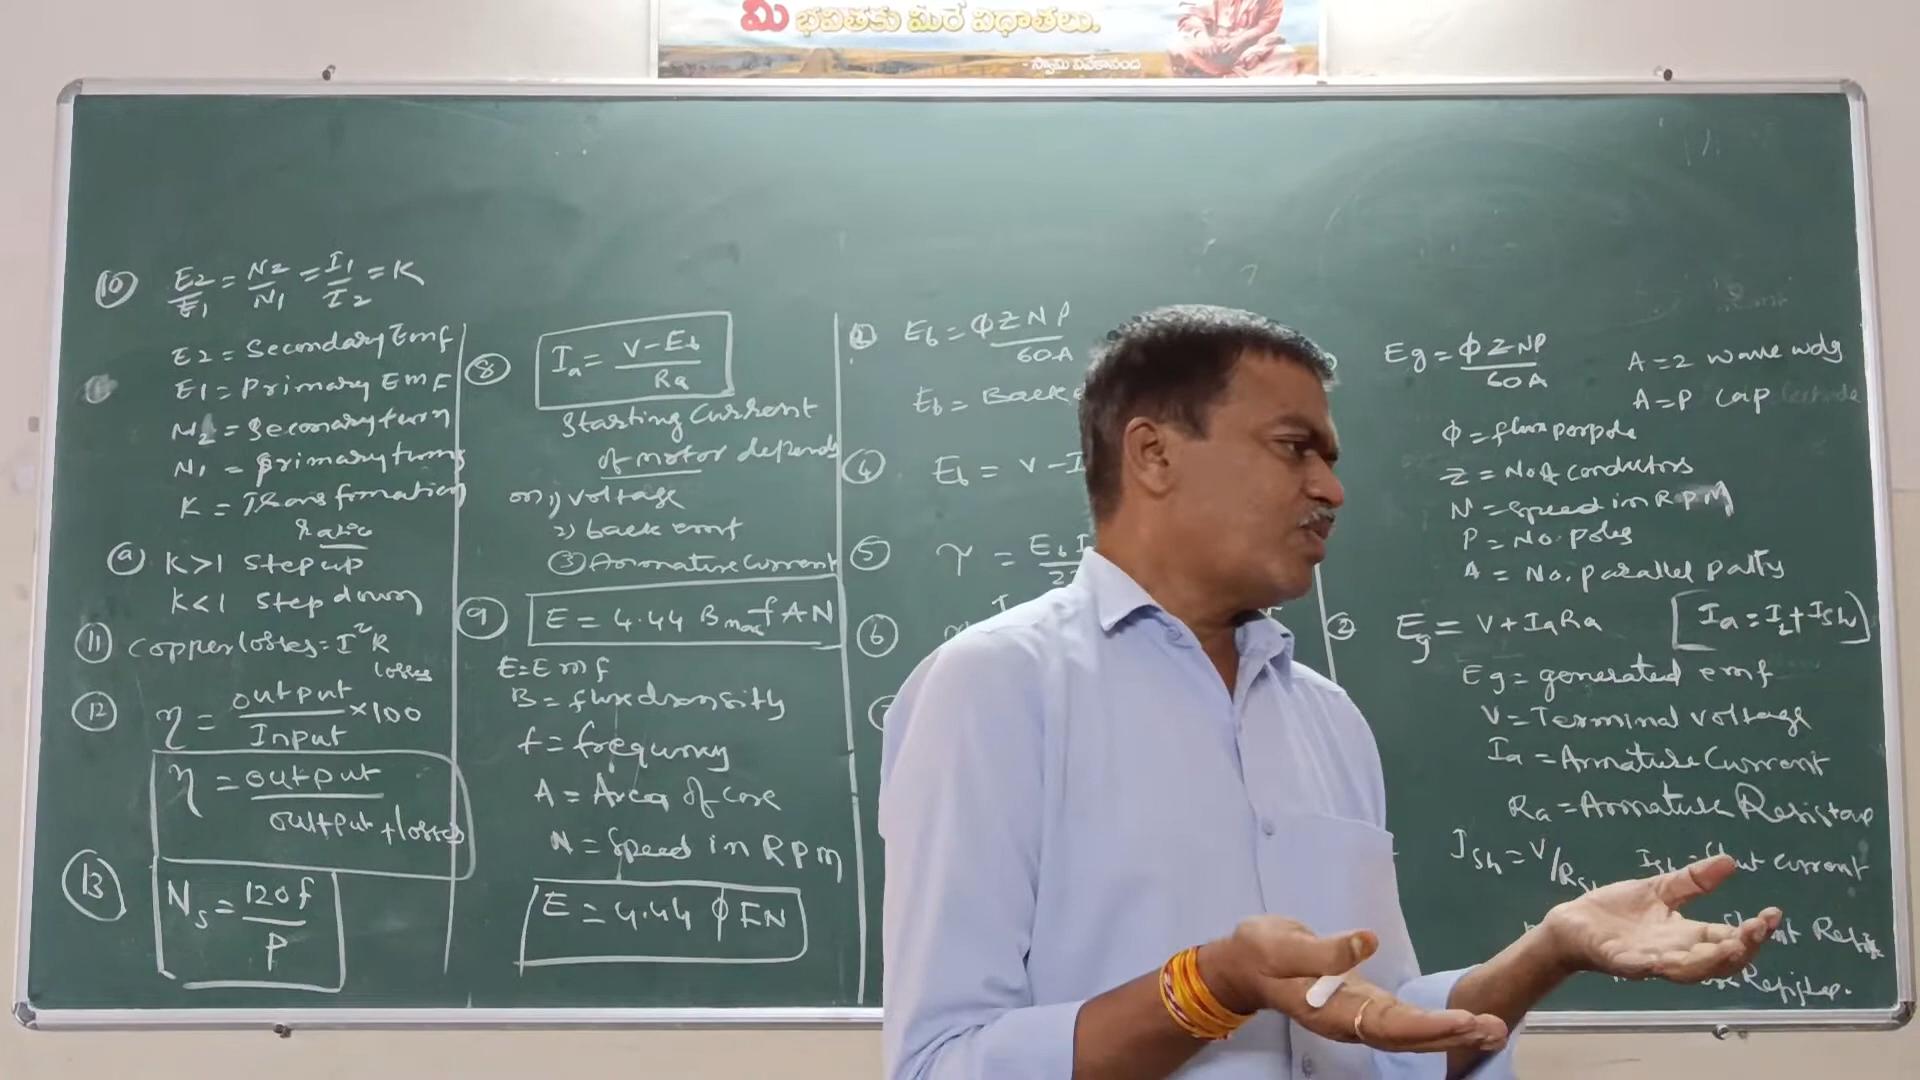 మీ భవితకు మీరే విధాతలు.
- స్వామి వివేకానంద
10 E2/E1 = N2/N1 = I1/I2 = K
E2 = Secondary Emf
E1 = Primary EMF
N2 = Seconary turn
N1 = primary turns
K = Transformation
Ratio
a K>1 Step up
K<1 Step down
11 Copper losses = I²R
losses
12 η = output/Input × 100
η = output/output + losses
13 Ns = 120f/P
8 Ia = V-Eb/Ra
Starting Current
of motor depends
on 1) voltage
2) back emf
3 Armature current
9 E = 4.44 Bmax f A N
E = Emf
B = flux density
f = frequency
A = Area of core
N = Speed in RPM
E = 4.44 ϕ FN
Eb = ϕZNP/60A
Eb = Back
4 Eb = V - I
5 = Eb I
6
Eg = ϕZNP/60A
A = 2 wave wdg
A = P Lap
ϕ = flux per pole
Z = No of conductors
N = Speed in RPM
P = No. poles
A = No. parallel paths
2 Eg = V + IaRa [Ia = IL + Ish]
Eg = generated emf
V = Terminal voltage
Ia = Armature Current
Ra = Armature
Ish = V/Rsh
current